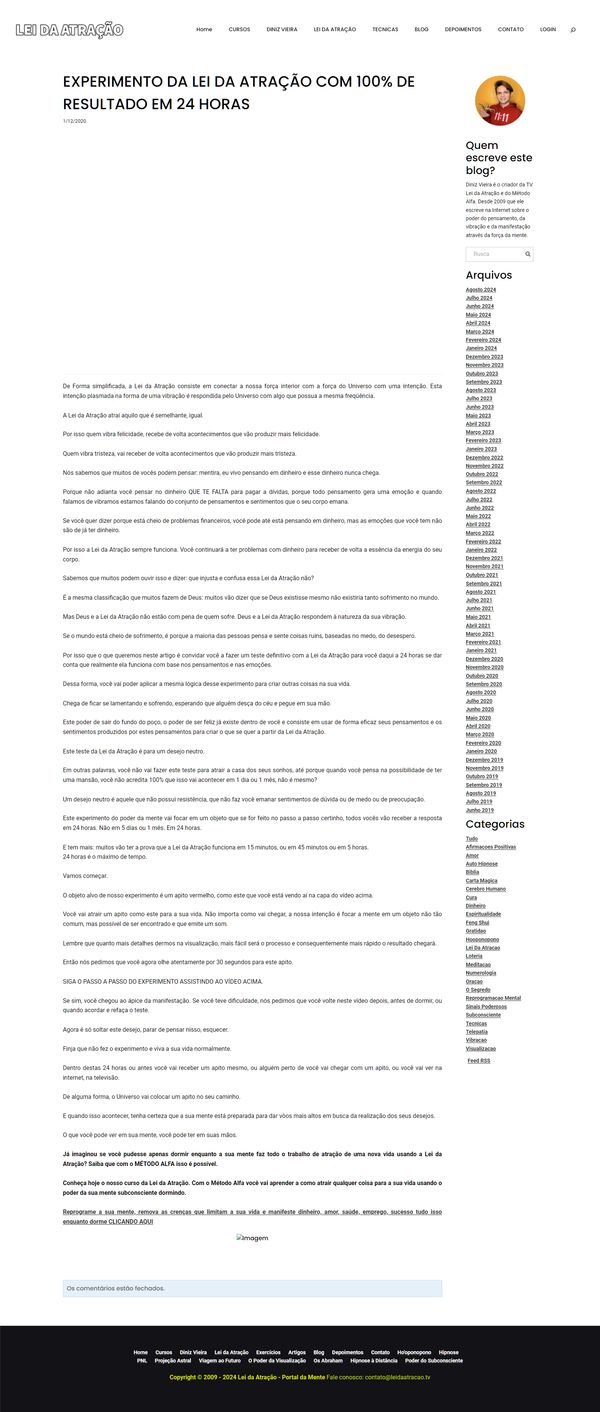 LEI DA ATRAÇÃO
Home CURSOS DINIZ VIEIRA LEI DA ATRAÇÃO TECNICAS BLOG DEPOIMENTOS CONTATO LOGIN
EXPERIMENTO DA LEI DA ATRAÇÃO COM 100% DE
RESULTADO EM 24 HORAS
1/12/2020
De Forma simplificada, a Lei da Atração consiste em conectar a nossa força interior com a força do Universo com uma intenção. Esta
intenção plasmada na forma de uma vibração é respondida pelo Universo com algo que possua a mesma freqüência.
A Lei da Atração atrai aquilo que é semelhante, igual.
Por isso quem vibra felicidade, recebe de volta acontecimentos que vão produzir mais felicidade.
Quem vibra tristeza, vai receber de volta acontecimentos que vão produzir mais tristeza.
Nós sabemos que muitos de vocês podem pensar: mentira, eu vivo pensando em dinheiro e esse dinheiro nunca chega.
Porque não adianta você pensar no dinheiro QUE TE FALTA para pagar a dívidas, porque todo pensamento gera uma emoção e quando
falamos de vibramos estamos falando do conjunto de pensamentos e sentimentos que o seu corpo emana.
Se você quer dizer porque está cheio de problemas financeiros, você pode até está pensando em dinheiro, mas as emoções que você tem não
são de já ter dinheiro.
Por isso a Lei da Atração sempre funciona. Você continuará a ter problemas com dinheiro para receber de volta a essência da energia do seu
corpo.
Sabemos que muitos podem ouvir isso e dizer: que injusta e confusa essa Lei da Atração não?
É a mesma classificação que muitos fazem de Deus: muitos vão dizer que se Deus existisse mesmo não existiria tanto sofrimento no mundo.
Mas Deus e a Lei da Atração não estão com pena de quem sofre. Deus e a Lei da Atração respondem à natureza da sua vibração.
Se o mundo está cheio de sofrimento, é porque a maioria das pessoas pensa e sente coisas ruins, baseadas no medo, do desespero.
Por isso que o que queremos neste artigo é convidar você a fazer um teste definitivo com a Lei da Atração para você daqui a 24 horas se dar
conta que realmente ela funciona com base nos pensamentos e nas emoções.
Dessa forma, você vai poder aplicar a mesma lógica desse experimento para criar outras coisas na sua vida.
Chega de ficar se lamentando e sofrendo, esperando que alguém desça do céu e pegue em sua mão.
Este poder de sair do fundo do poço, o poder de ser feliz já existe dentro de você e consiste em usar de forma eficaz seus pensamentos e os
sentimentos produzidos por estes pensamentos para criar o que se quer a partir da Lei da Atração.
Este teste da Lei da Atração é para um desejo neutro.
Em outras palavras, você não vai fazer este teste para atrair a casa dos seus sonhos, até porque quando você pensa na possibilidade de ter
uma mansão, você não acredita 100% que isso vai acontecer em 1 dia ou 1 mês, não é mesmo?
Um desejo neutro é aquele que não possui resistência, que não faz você emanar sentimentos de dúvida ou de medo ou de preocupação.
Este experimento do poder da mente vai focar em um objeto que se for feito no passo a passo certinho, todos vocês vão receber a resposta
em 24 horas. Não em 5 dias ou 1 mês. Em 24 horas.
E tem mais: muitos vão ter a prova que a Lei da Atração funciona em 15 minutos, ou em 45 minutos ou em 5 horas.
24 horas é o máximo de tempo.
Vamos começar.
O objeto alvo de nosso experimento é um apito vermelho, como este que você está vendo aí na capa do vídeo acima.
Você vai atrair um apito como este para a sua vida. Não importa como vai chegar, a nossa intenção é focar a mente em um objeto não tão
comum, mas possível de ser encontrado e que emite um som.
Lembre que quanto mais detalhes dermos na visualização, mais fácil será o processo e consequentemente mais rápido o resultado chegará.
Então nós pedimos que você agora olhe atentamente por 30 segundos para este apito.
SIGA O PASSO A PASSO DO EXPERIMENTO ASSISTINDO AO VÍDEO ACIMA.
Se sim, você chegou ao ápice da manifestação. Se você teve dificuldade, nós pedimos que você volte neste vídeo depois, antes de dormir, ou
quando acordar e refaça o teste.
Agora é só soltar este desejo, parar de pensar nisso, esquecer.
Finja que não fez o experimento e viva a sua vida normalmente.
Dentro destas 24 horas ou antes você vai receber um apito mesmo, ou alguém perto de você vai chegar com um apito, ou você vai ver na
internet, na televisão.
De alguma forma, o Universo vai colocar um apito no seu caminho.
E quando isso acontecer, tenha certeza que a sua mente está preparada para dar vôos mais altos em busca da realização dos seus desejos.
O que você pode ver em sua mente, você pode ter em suas mãos.
Já imaginou se você pudesse apenas dormir enquanto a sua mente faz todo o trabalho de atração de uma nova vida usando a Lei da
Atração? Saiba que com o MÉTODO ALFA isso é possível.
Conheça hoje o nosso curso da Lei da Atração. Com o Método Alfa você vai aprender a como atrair qualquer coisa para a sua vida usando o
poder da sua mente subconsciente dormindo.
Reprograme a sua mente, remova as crenças que limitam a sua vida e manifeste dinheiro, amor, saúde, emprego, sucesso tudo isso
enquanto dorme CLICANDO AQUI
Imagem
Os comentários estão fechados.
11:11
Quem
escreve este
blog?
Diniz Vieira é o criador da TV
Lei da Atração e do Método
Alfa. Desde 2009 que ele
escreve na Internet sobre o
poder do pensamento, da
vibração e da manifestação
através da força da mente.
Busca
Arquivos
Agosto 2024
Julho 2024
Junho 2024
Maio 2024
Abril 2024
Março 2024
Fevereiro 2024
Janeiro 2024
Dezembro 2023
Novembro 2023
Outubro 2023
Setembro 2023
Agosto 2023
Julho 2023
Junho 2023
Maio 2023
Abril 2023
Março 2023
Fevereiro 2023
Janeiro 2023
Dezembro 2022
Novembro 2022
Outubro 2022
Setembro 2022
Agosto 2022
Julho 2022
Junho 2022
Maio 2022
Abril 2022
Março 2022
Fevereiro 2022
Janeiro 2022
Dezembro 2021
Novembro 2021
Outubro 2021
Setembro 2021
Agosto 2021
Julho 2021
Junho 2021
Maio 2021
Abril 2021
Março 2021
Fevereiro 2021
Janeiro 2021
Dezembro 2020
Novembro 2020
Outubro 2020
Setembro 2020
Agosto 2020
Julho 2020
Junho 2020
Maio 2020
Abril 2020
Março 2020
Fevereiro 2020
Janeiro 2020
Dezembro 2019
Novembro 2019
Outubro 2019
Setembro 2019
Agosto 2019
Julho 2019
Junho 2019
Categorias
Tudo
Afirmacoes Positivas
Amor
Auto Hipnose
Bíblia
Carta Magica
Cerebro Humano
Cura
Dinheiro
Espiritualidade
Feng Shui
Gratidao
Hooponopono
Lei Da Atracao
Loteria
Meditacao
Numerologia
Oração
O Segredo
Reprogramacao Mental
Sinais Poderosos
Subconsciente
Tecnicas
Telepatia
Vibracao
Visualizacao
Feed RSS
Home Cursos Diniz Vieira Lei da Atração Exercícios Artigos Blog Depoimentos Contato Ho'oponopono Hipnose
PNL Projeção Astral Viagem ao Futuro O Poder da Visualização Os Abraham Hipnose à Distância Poder do Subconsciente
Copyright © 2009 - 2024 Lei da Atração - Portal da Mente Fale conosco: contato@leidaatracao.tv